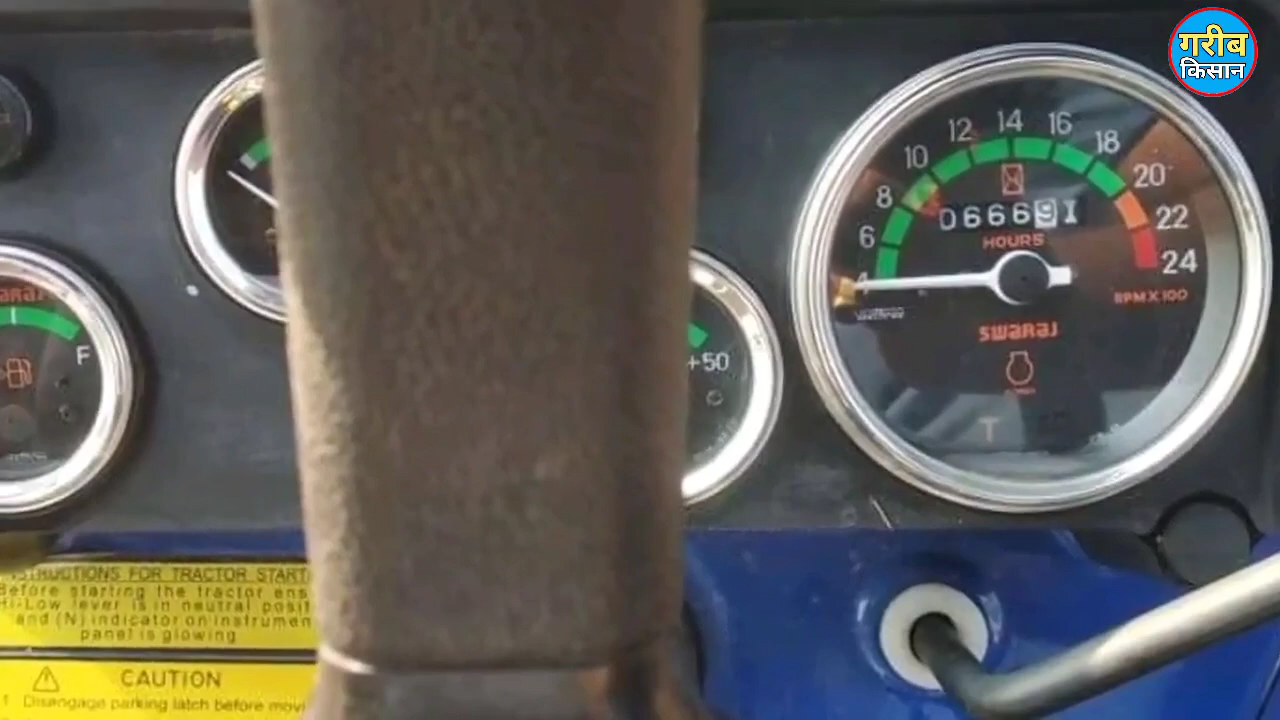 गरीब
किसान
4
6
8
10
12
14
16
18
20
22
24
066691
HOURS
RPM X 100
SWARAJ
T
+50
F
INSTRUCTIONS FOR TRACTOR START
Before starting the tractor ens
Hi-Low lever is in neutral posit
and (N) indicator on instrumen
panel is glowing
CAUTION
1. Disengage parking latch before movi